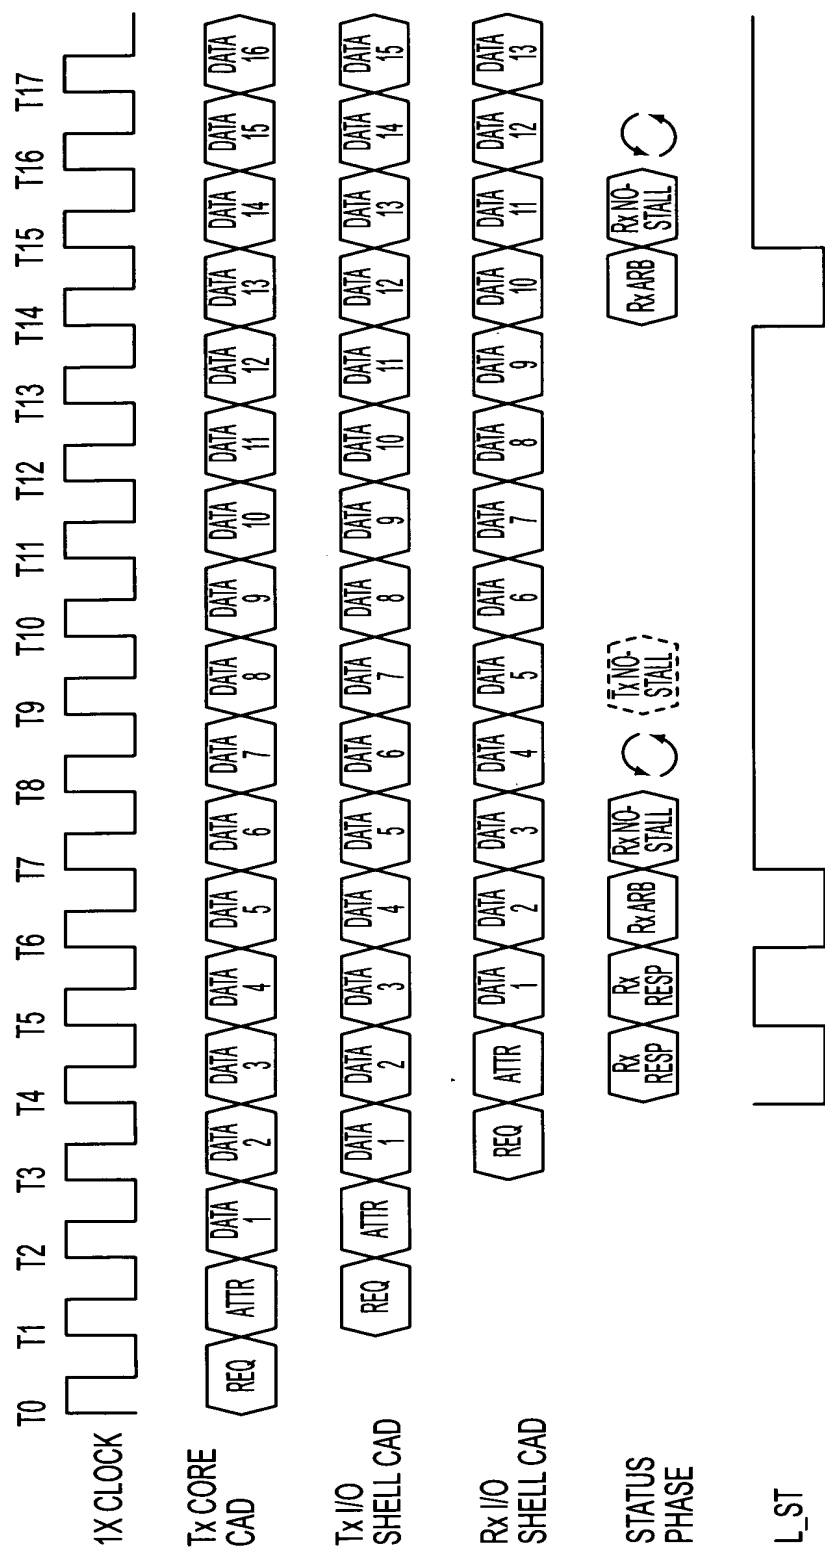 T0 T1 T2 T3 T4 T5 T6 T7 T8 T9 T10 T11 T12 T13 T14 T15 T16 T17
1X CLOCK
Tx CORE
CAD
REQ
ATTR
DATA
1
DATA
2
DATA
3
DATA
4
DATA
5
DATA
6
DATA
7
DATA
8
DATA
9
DATA
10
DATA
11
DATA
12
DATA
13
DATA
14
DATA
15
DATA
16
Tx I/O
SHELL CAD
REQ
ATTR
DATA
1
DATA
2
DATA
3
DATA
4
DATA
5
DATA
6
DATA
7
DATA
8
DATA
9
DATA
10
DATA
11
DATA
12
DATA
13
DATA
14
DATA
15
Rx I/O
SHELL CAD
REQ
ATTR
DATA
1
DATA
2
DATA
3
DATA
4
DATA
5
DATA
6
DATA
7
DATA
8
DATA
9
DATA
10
DATA
11
DATA
12
DATA
13
STATUS
PHASE
Rx
RESP
Rx
RESP
Rx ARB
Rx NO-
STALL
Tx NO-
STALL
Rx ARB
Rx NO-
STALL
L_ST